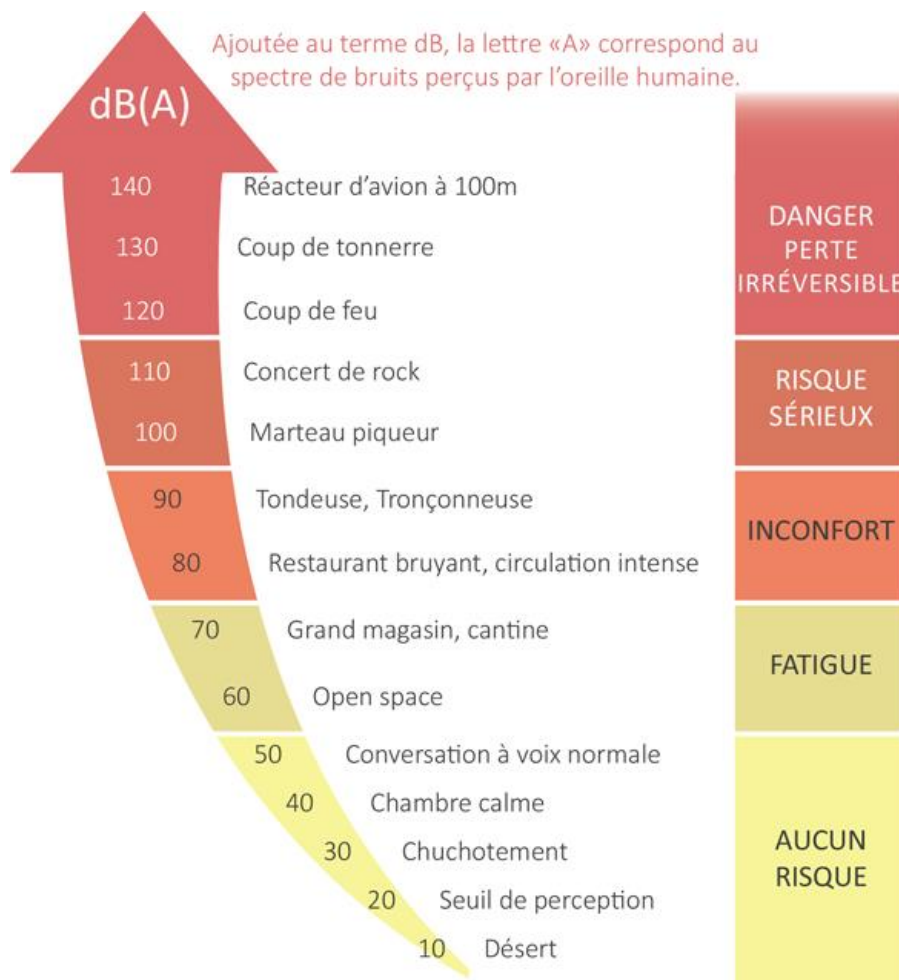 Ajoutée au terme dB, la lettre «A» correspond au
spectre de bruits perçus par l'oreille humaine.
dB(A)
140 Réacteur d'avion à 100m
130 Coup de tonnerre
120 Coup de feu
DANGER
PERTE
IRRÉVERSIBLE
110 Concert de rock
100 Marteau piqueur
RISQUE
SÉRIEUX
90 Tondeuse, Tronçonneuse
80 Restaurant bruyant, circulation intense
INCONFORT
70 Grand magasin, cantine
60 Open space
FATIGUE
50 Conversation à voix normale
40 Chambre calme
30 Chuchotement
20 Seuil de perception
10 Désert
AUCUN
RISQUE